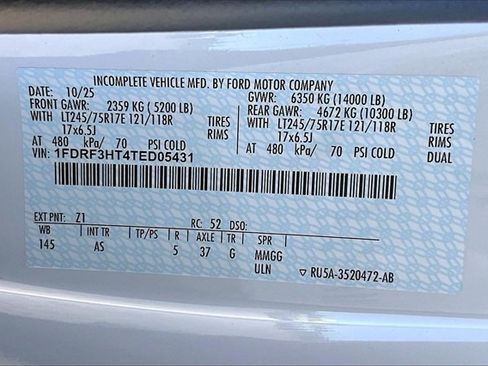 INCOMPLETE VEHICLE MFD. BY FORD MOTOR COMPANY
DATE: 10/25 GVWR: 6350 KG (14000 LB)
FRONT GAWR: 2359 KG (5200 LB) REAR GAWR: 4672 KG (10300 LB)
WITH LT245/75R17E 121/118R TIRES WITH LT245/75R17E 121/118R TIRES
17x6.5J RIMS 17x6.5J RIMS
AT 480 kPa/ 70 PSI COLD AT 480 kPa/ 70 PSI COLD DUAL
VIN: 1FDRF3HT4TED05431
EXT PNT: Z1 RC: 52 DSO:
WB INT TR TP/PS R AXLE TR SPR
145 AS 5 37 G MMGG
ULN ▽ RU5A-3520472-AB